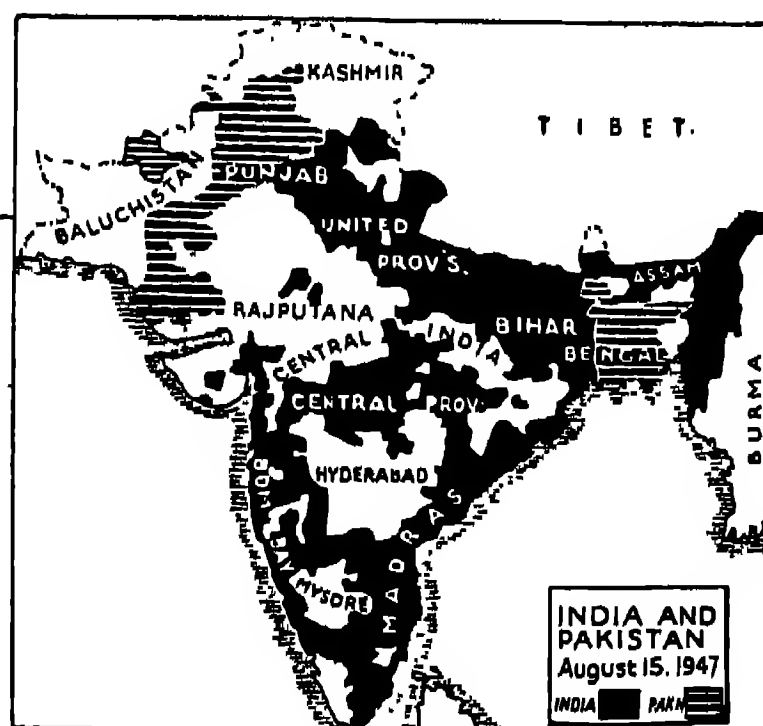 KASHMIR
TIBET.
PUNJAB
BALUCHISTAN
UNITED
PROV'S.
ASSAM
RAJPUTANA
CENTRAL
INDIA
BIHAR
BENGAL
CENTRAL PROV.
BURMA
HYDERABAD
BOMBAY
MADRAS
MYSORE
INDIA AND
PAKISTAN
August 15. 1947
INDIA PAKN